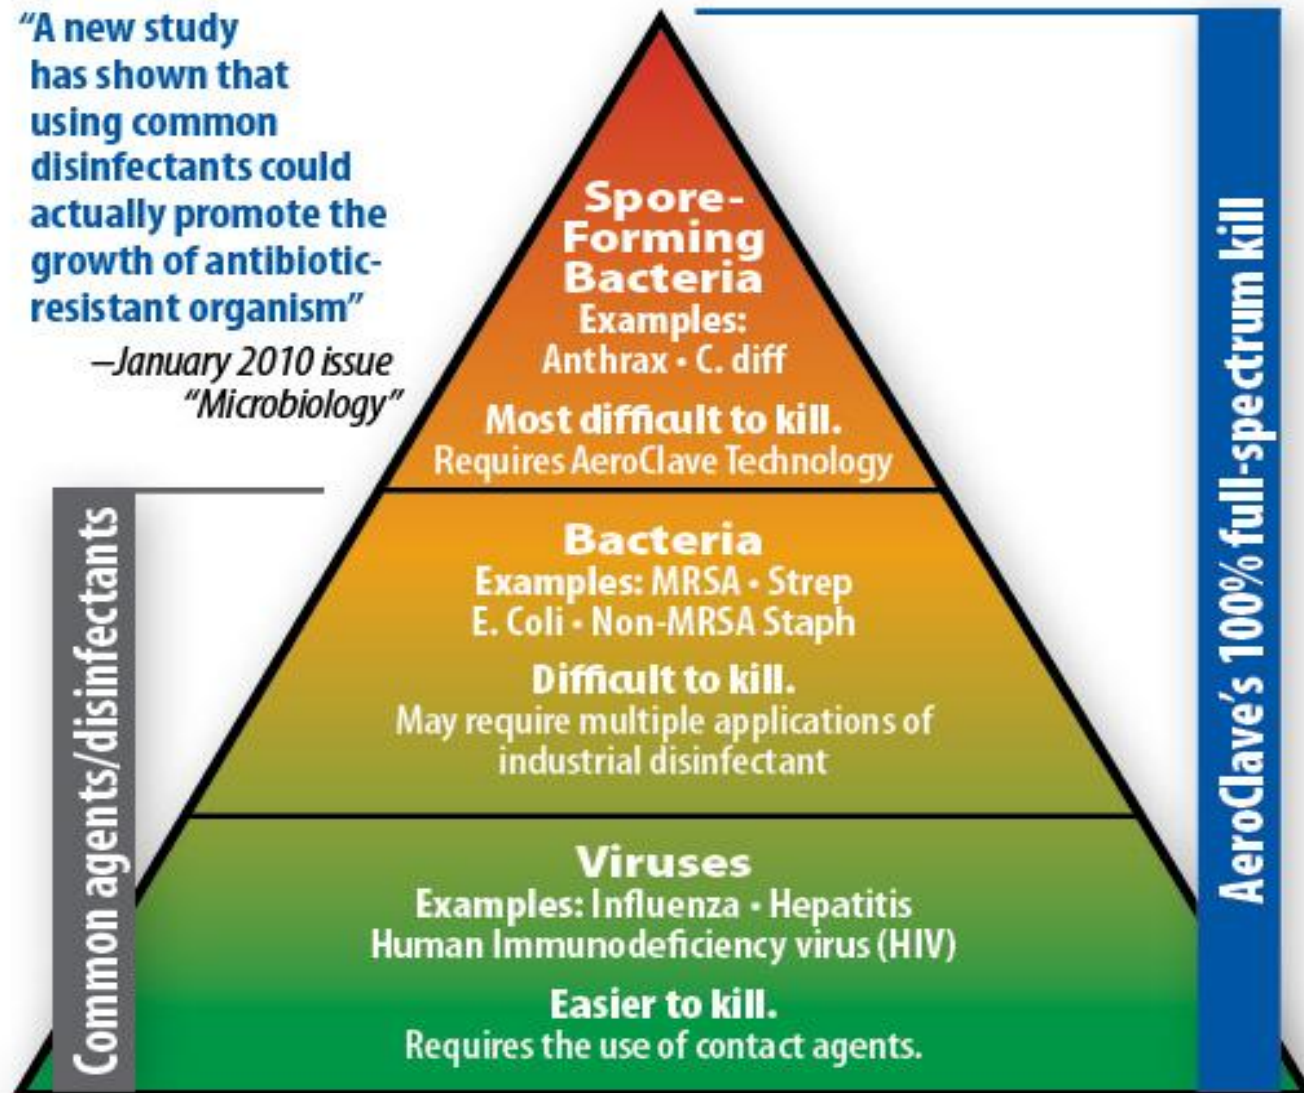 “A new study
has shown that
using common
disinfectants could
actually promote the
growth of antibiotic-
resistant organism”
–January 2010 issue
“Microbiology”
Spore-
Forming
Bacteria
Examples:
Anthrax • C. diff
Most difficult to kill.
Requires AeroClave Technology
Bacteria
Examples: MRSA • Strep
E. Coli • Non-MRSA Staph
Difficult to kill.
May require multiple applications of
industrial disinfectant
Viruses
Examples: Influenza • Hepatitis
Human Immunodeficiency virus (HIV)
Easier to kill.
Requires the use of contact agents.
Common agents/disinfectants
AeroClave’s 100% full-spectrum kill